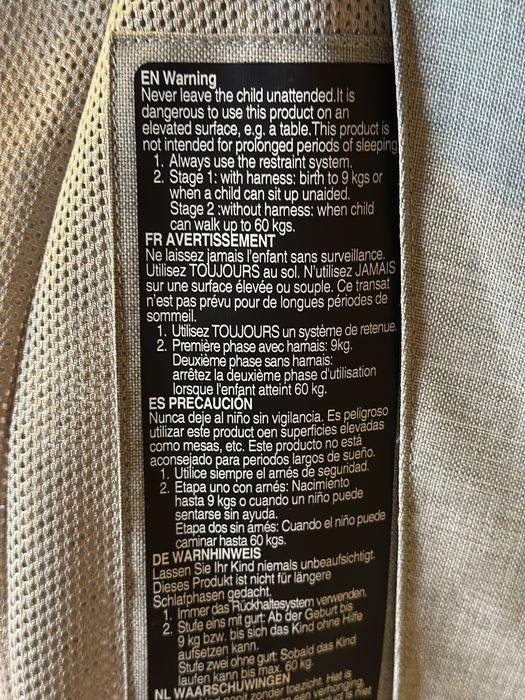 EN Warning
Never leave the child unattended.It is
dangerous to use this product on an
elevated surface, e.g. a table.This product is
not intended for prolonged periods of sleeping
1. Always use the restraint system.
2. Stage 1: with harness: birth to 9 kgs or
when a child can sit up unaided.
Stage 2 :without harness: when child
can walk up to 60 kgs.
FR AVERTISSEMENT
Ne laissez jamais l'enfant sans surveillance.
Utilisez TOUJOURS au sol. N'utilisez JAMAIS
sur une surface élevée ou souple. Ce transat
n'est pas prévu pour de longues périodes de
sommeil.
1. Utilisez TOUJOURS un système de retenue.
2. Première phase avec harnais: 9kg.
Deuxième phase sans harnais:
arrêtez la deuxième phase d'utilisation
lorsque l'enfant atteint 60 kg.
ES PRECAUCIÓN
Nunca deje al niño sin vigilancia. Es peligroso
utilizar este product oen superficies elevadas
como mesas, etc. Este producto no está
aconsejado para periodos largos de sueño.
1. Utilice siempre el arnés de seguridad.
2. Etapa uno con arnés: Nacimiento
hasta 9 kgs o cuando un niño puede
sentarse sin ayuda.
Etapa dos sin arnés: Cuando el niño puede
caminar hasta 60 kgs.
DE WARNHINWEIS
Lassen Sie Ihr Kind niemals unbeaufsichtigt.
Dieses Produkt ist nicht für längere
Schlafphasen gedacht.
1. Immer das Rückhaltesystem verwenden.
2. Stufe eins mit gurt: Ab der Geburt bis
9 kg bzw. bis sich das Kind ohne Hilfe
aufsetzen kann.
Stufe zwei ohne gurt: Sobald das Kind
laufen kann bis max. 60 kg.
NL WAARSCHUWINGEN
zonder toezicht. Het is
een verhoging,
is niet